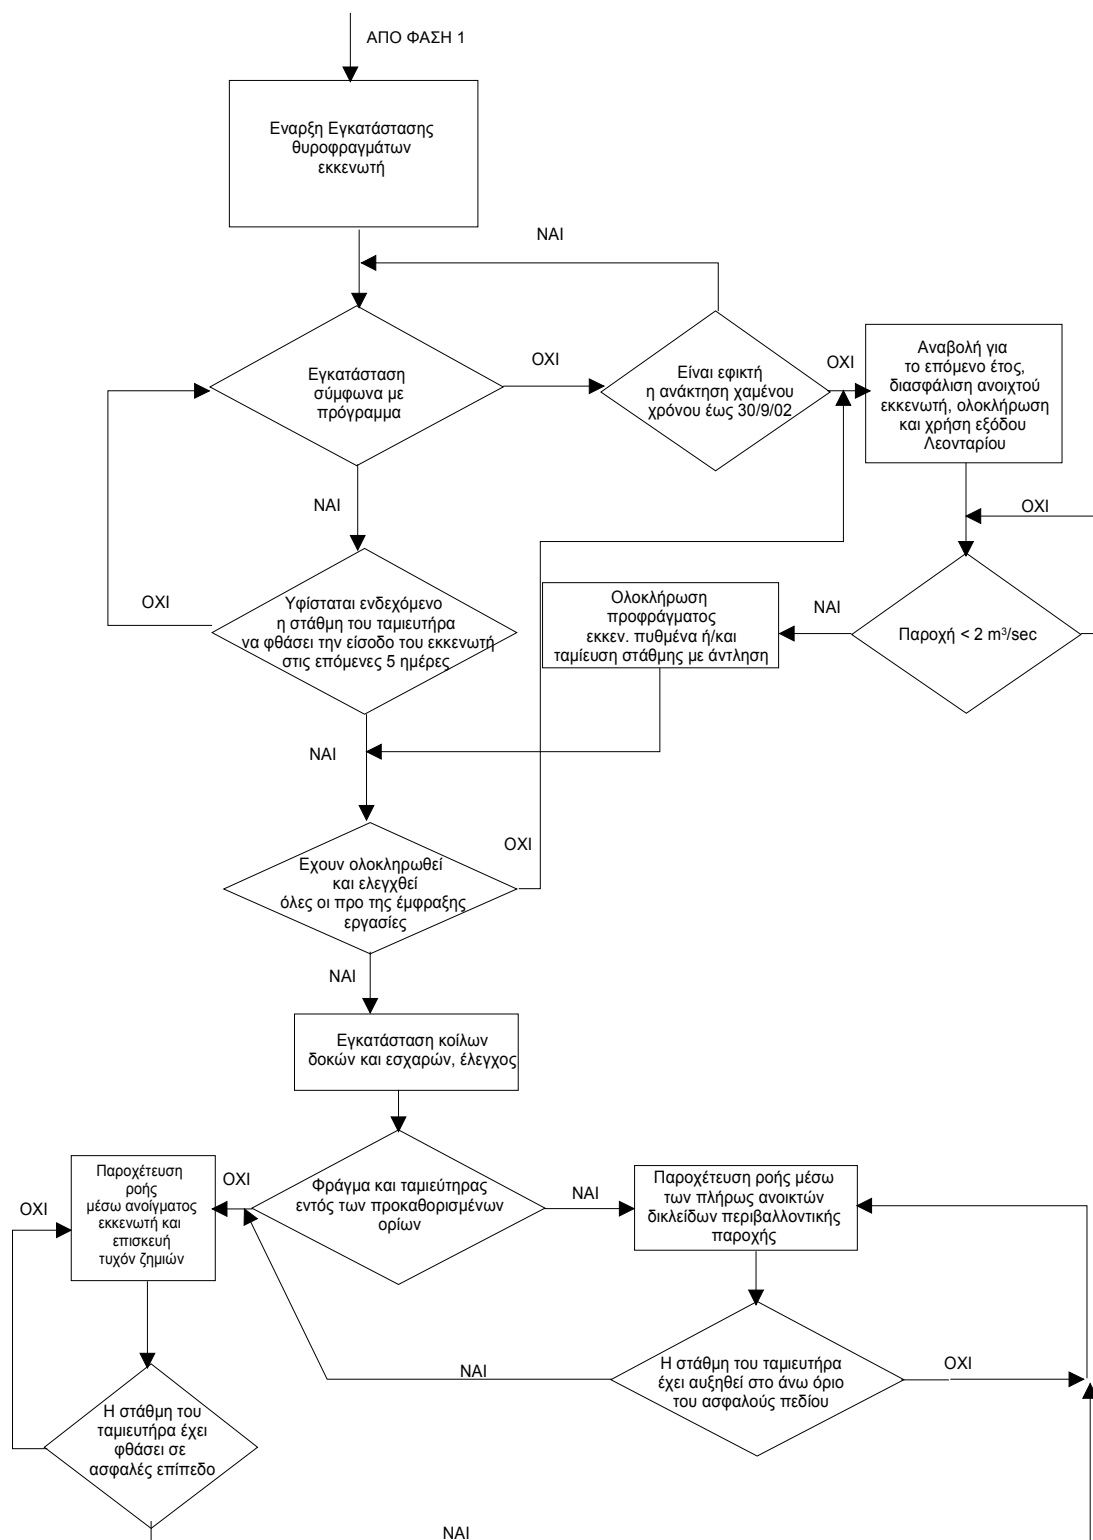 ΑΠΟ ΦΑΣΗ 1
Εναρξη Εγκατάστασης
θυροφραγμάτων
εκκενωτή
ΝΑΙ
Εγκατάσταση
σύμφωνα με
πρόγραμμα
ΟΧΙ
Είναι εφικτή
η ανάκτηση χαμένου
χρόνου έως 30/9/02
ΟΧΙ
Αναβολή για
το επόμενο έτος,
διασφάλιση ανοιχτού
εκκενωτή, ολοκλήρωση
και χρήση εξόδου
Λεονταρίου
ΝΑΙ
ΟΧΙ
Υφίσταται ενδεχόμενο
η στάθμη του ταμιευτήρα
να φθάσει την είσοδο του εκκενωτή
στις επόμενες 5 ημέρες
ΟΧΙ
Ολοκλήρωση
προφράγματος
εκκεν. πυθμένα ή/και
ταμίευση στάθμης με άντληση
ΝΑΙ
Παροχή < 2 m³/sec
ΝΑΙ
Εχουν ολοκληρωθεί
και ελεγχθεί
όλες οι προ της έμφραξης
εργασίες
ΟΧΙ
ΝΑΙ
Εγκατάσταση κοίλων
δοκών και εσχαρών, έλεγχος
Παροχέτευση
ροής
μέσω ανοίγματος
εκκενωτή και
επισκευή
τυχόν ζημιών
ΟΧΙ
ΟΧΙ
Φράγμα και ταμιεύτηρας
εντός των προκαθορισμένων
ορίων
ΝΑΙ
Παροχέτευση ροής μέσω
των πλήρως ανοικτών
δικλείδων περιβαλλοντικής
παροχής
ΝΑΙ
Η στάθμη του ταμιευτήρα
έχει αυξηθεί στο άνω όριο
του ασφαλούς πεδίου
ΟΧΙ
Η στάθμη του
ταμιευτήρα έχει
φθάσει σε
ασφαλές επίπεδο
ΝΑΙ